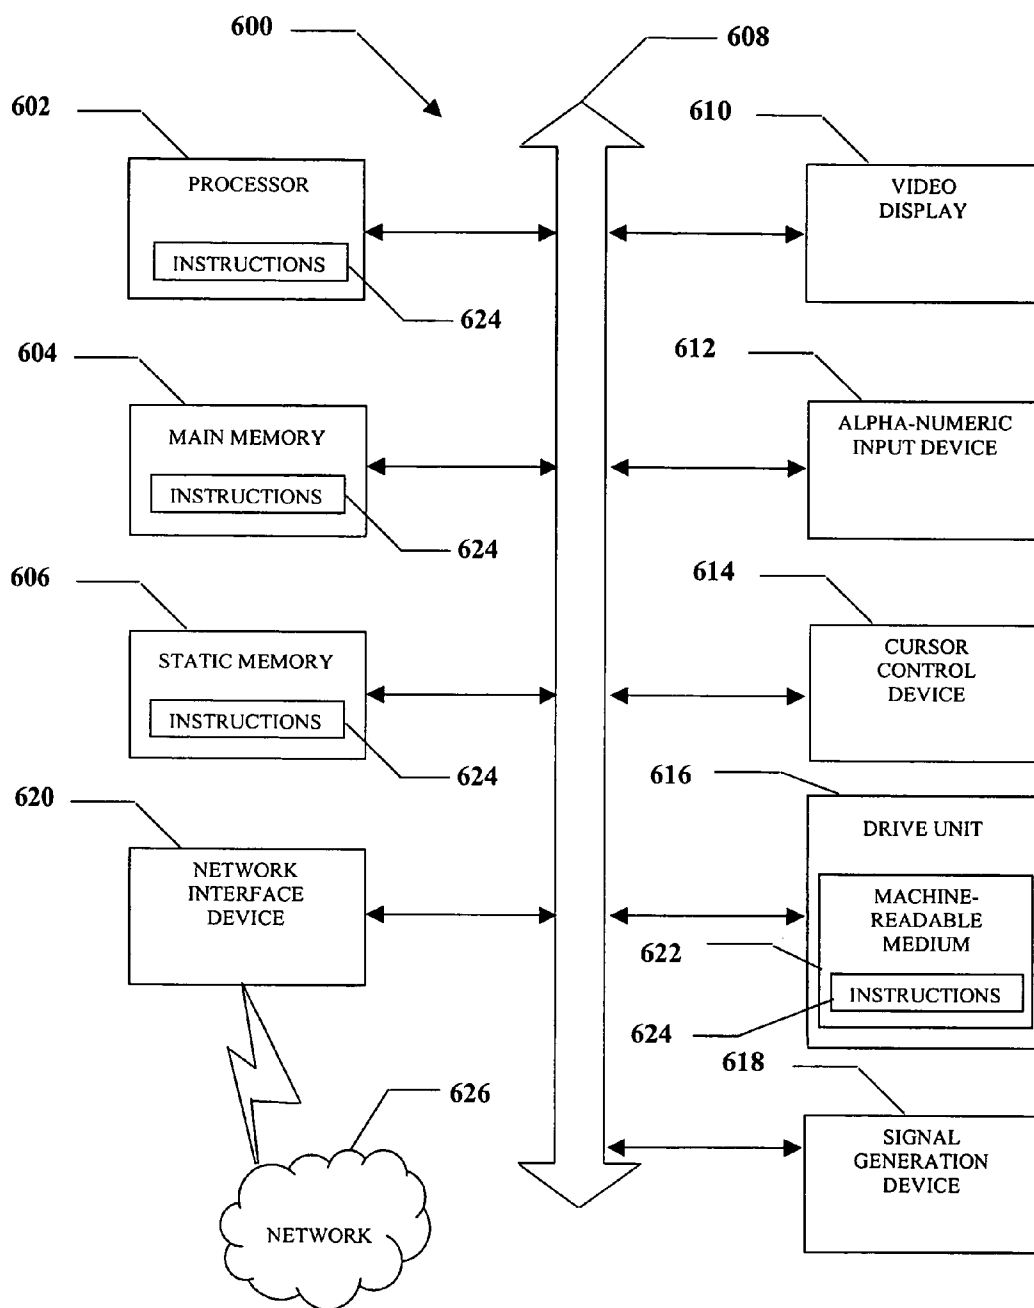 600
608
602
610
PROCESSOR
INSTRUCTIONS
624
VIDEO
DISPLAY
604
612
MAIN MEMORY
INSTRUCTIONS
624
ALPHA-NUMERIC
INPUT DEVICE
606
614
STATIC MEMORY
INSTRUCTIONS
624
CURSOR
CONTROL
DEVICE
620
616
NETWORK
INTERFACE
DEVICE
DRIVE UNIT
MACHINE-
READABLE
MEDIUM
622
INSTRUCTIONS
624
618
626
NETWORK
SIGNAL
GENERATION
DEVICE